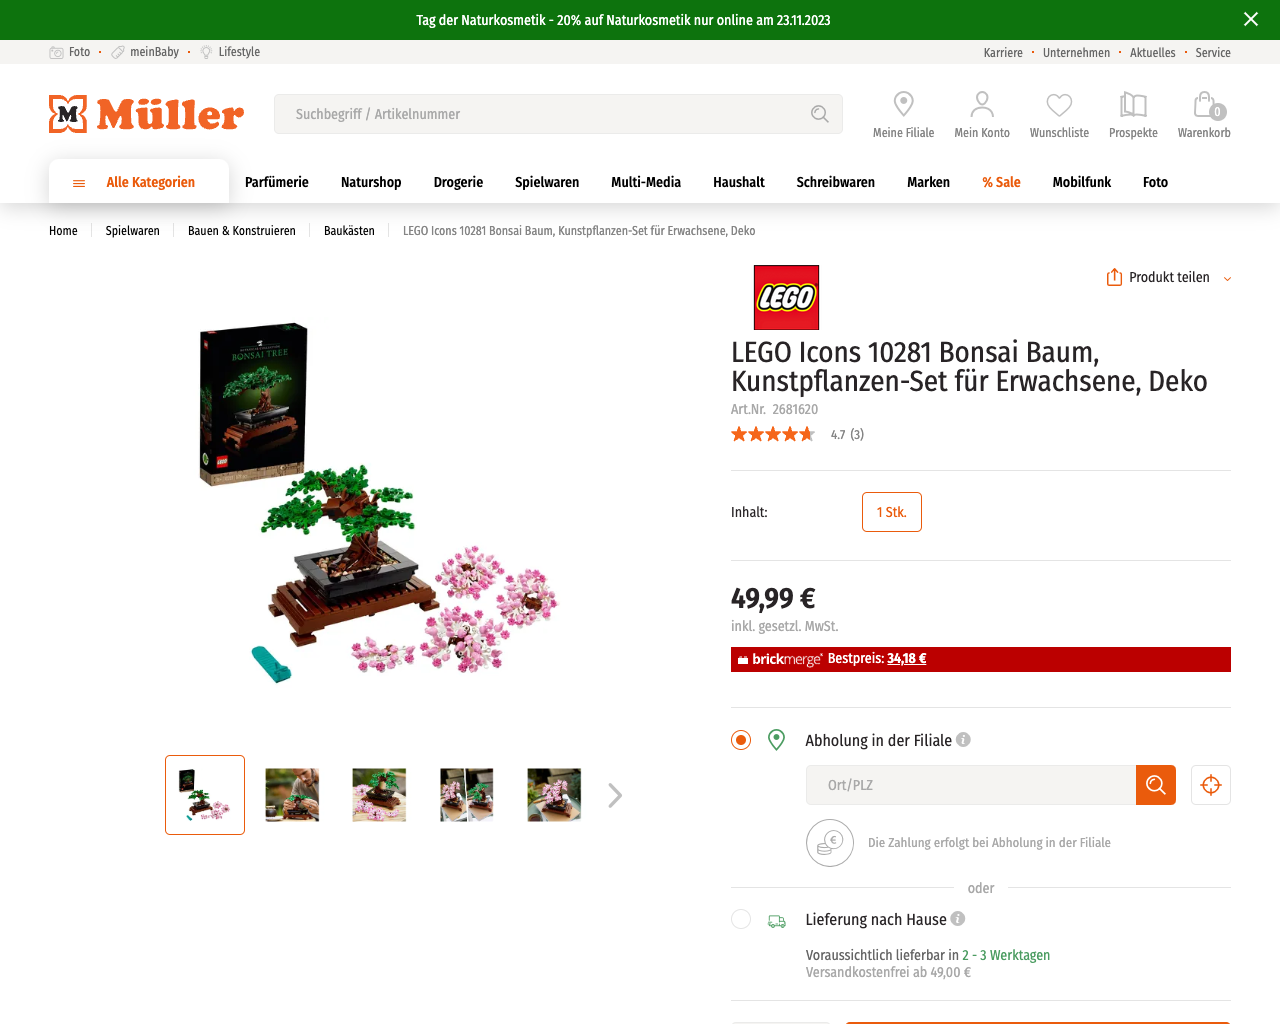 Tag der Naturkosmetik - 20% auf Naturkosmetik nur online am 23.11.2023
Foto · meinBaby · Lifestyle
Karriere · Unternehmen · Aktuelles · Service
M Müller
Suchbegriff / Artikelnummer
Meine Filiale
Mein Konto
Wunschliste
Prospekte
0
Warenkorb
Alle Kategorien
Parfümerie
Naturshop
Drogerie
Spielwaren
Multi-Media
Haushalt
Schreibwaren
Marken
% Sale
Mobilfunk
Foto
Home
Spielwaren
Bauen & Konstruieren
Baukästen
LEGO Icons 10281 Bonsai Baum, Kunstpflanzen-Set für Erwachsene, Deko
BONSAI TREE
LEGO
LEGO
Produkt teilen
LEGO Icons 10281 Bonsai Baum,
Kunstpflanzen-Set für Erwachsene, Deko
Art.Nr. 2681620
4.7 (3)
Inhalt:
1 Stk.
49,99 €
inkl. gesetzl. MwSt.
brickmerge® Bestpreis: 34,18 €
Abholung in der Filiale i
Ort/PLZ
€
Die Zahlung erfolgt bei Abholung in der Filiale
oder
Lieferung nach Hause i
Voraussichtlich lieferbar in 2 - 3 Werktagen
Versandkostenfrei ab 49,00 €